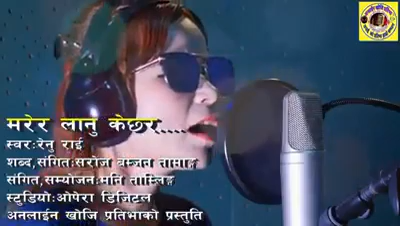 मरेर लानु केछर....
स्वरःरेनु राई
शब्द,संगितःसरोज बम्जन तामाङ्ग
संगित,सम्योजनःमनि ताम्लिङ्ग
स्टुडियोःओपेरा डिजिटल
अनलाईन खोजि प्रतिभाको प्रस्तुति